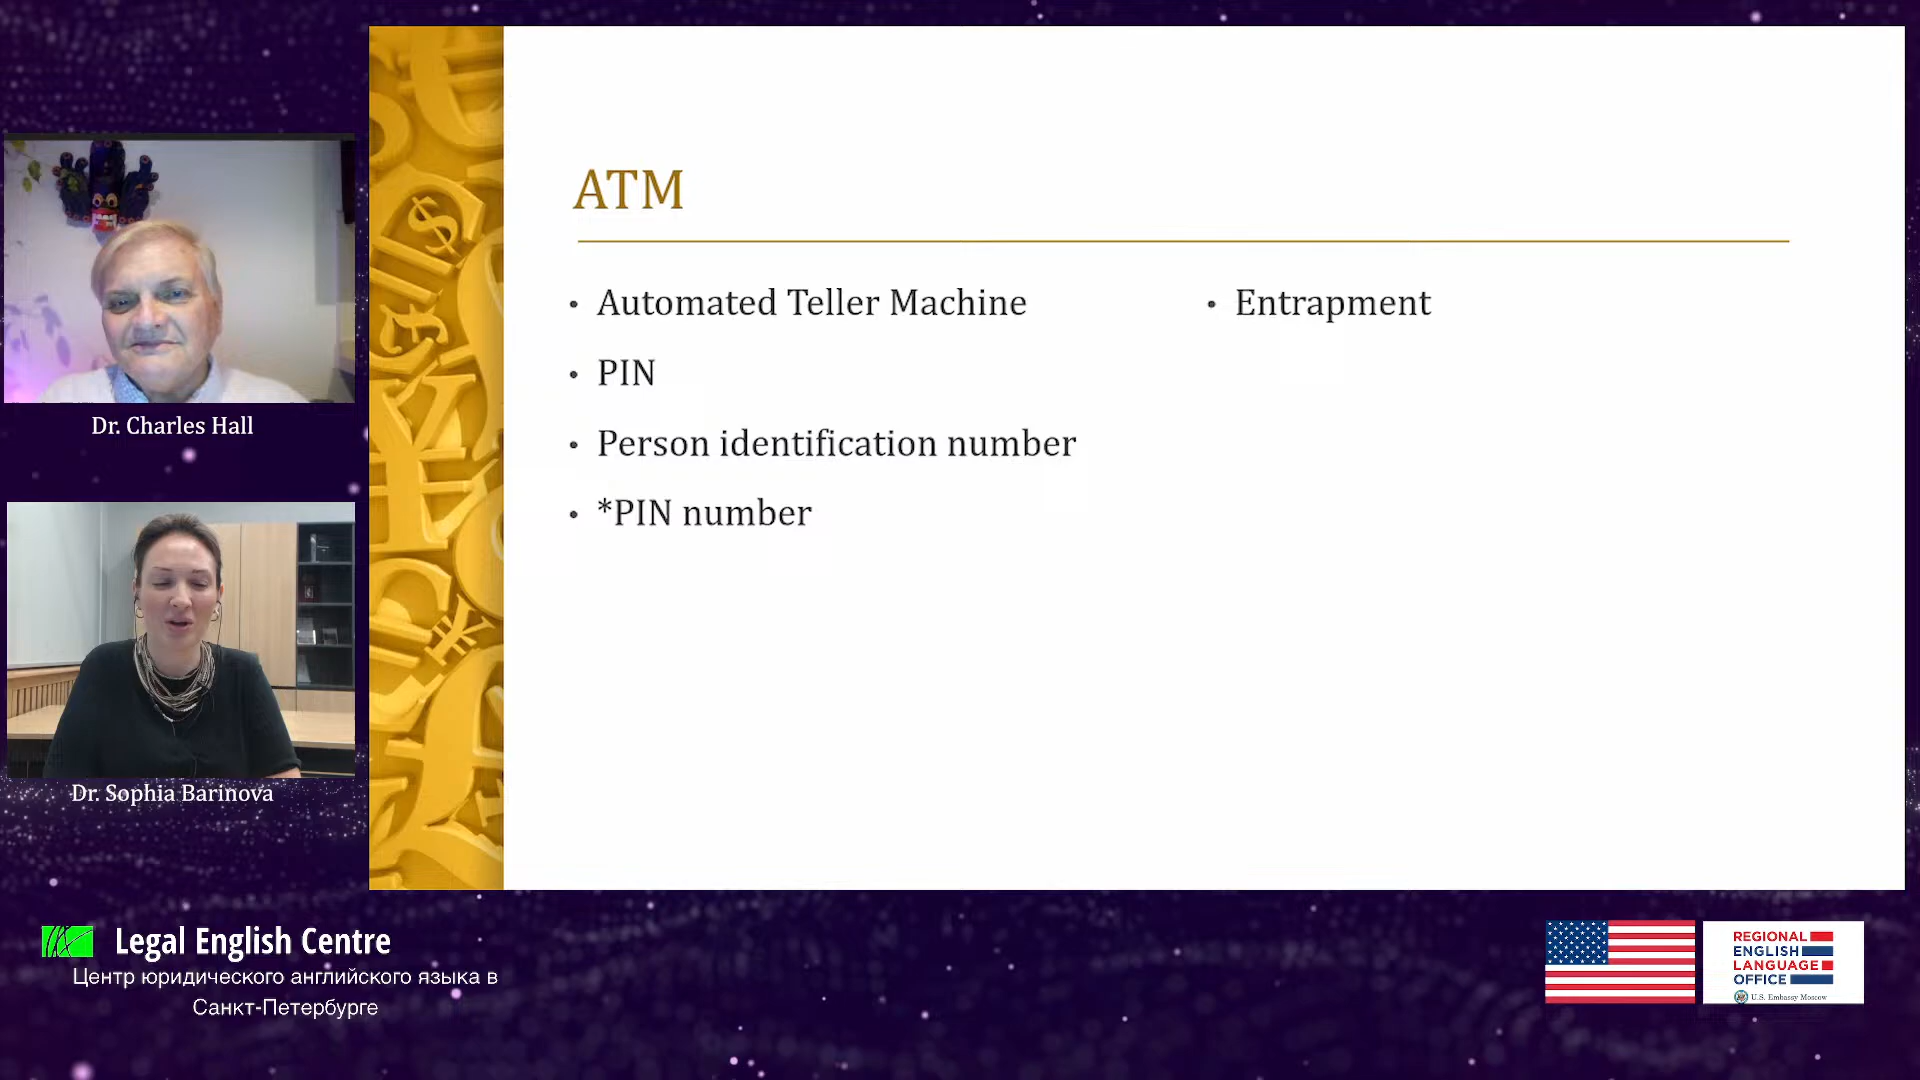 ATM
• Automated Teller Machine
• PIN
• Person identification number
• *PIN number
• Entrapment
Dr. Charles Hall
Dr. Sophia Barinova
Legal English Centre
Центр юридического английского языка в
Санкт-Петербурге
REGIONAL
ENGLISH
LANGUAGE
OFFICE
U.S. Embassy Moscow